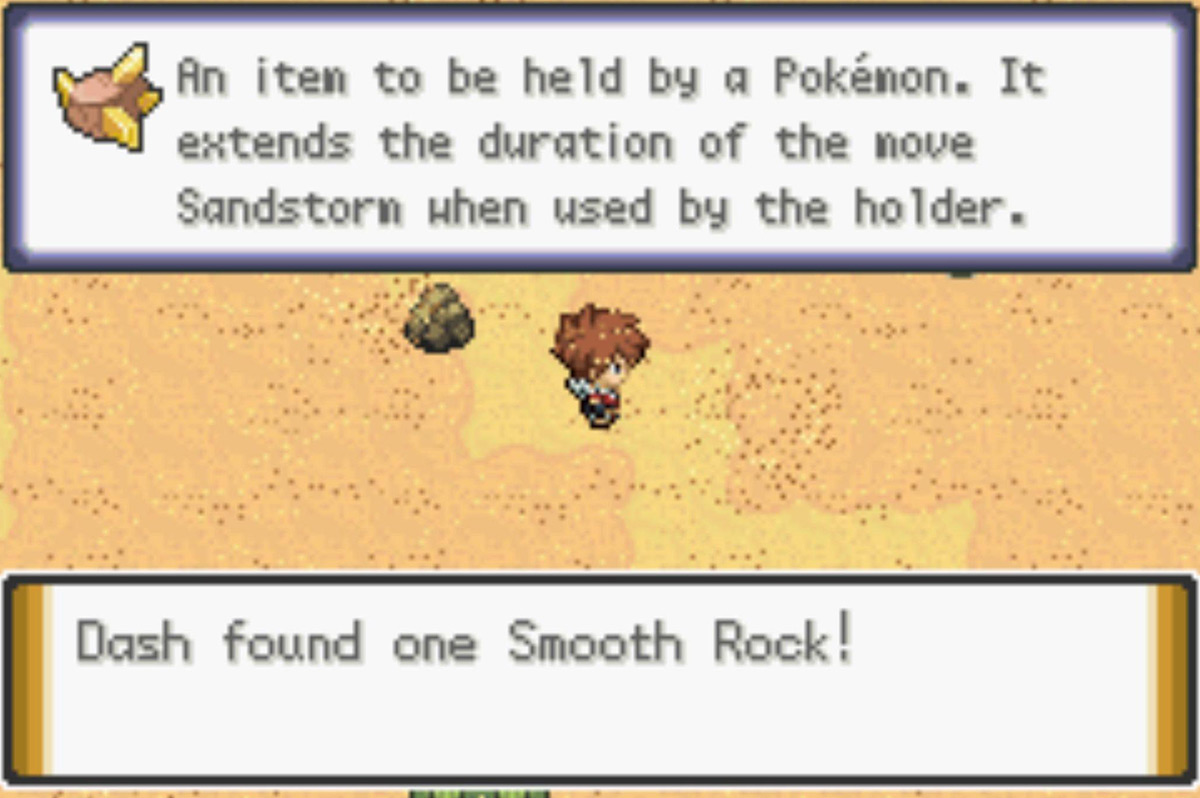 An item to be held by a Pokémon. It
extends the duration of the move
Sandstorm when used by the holder.
Dash found one Smooth Rock!